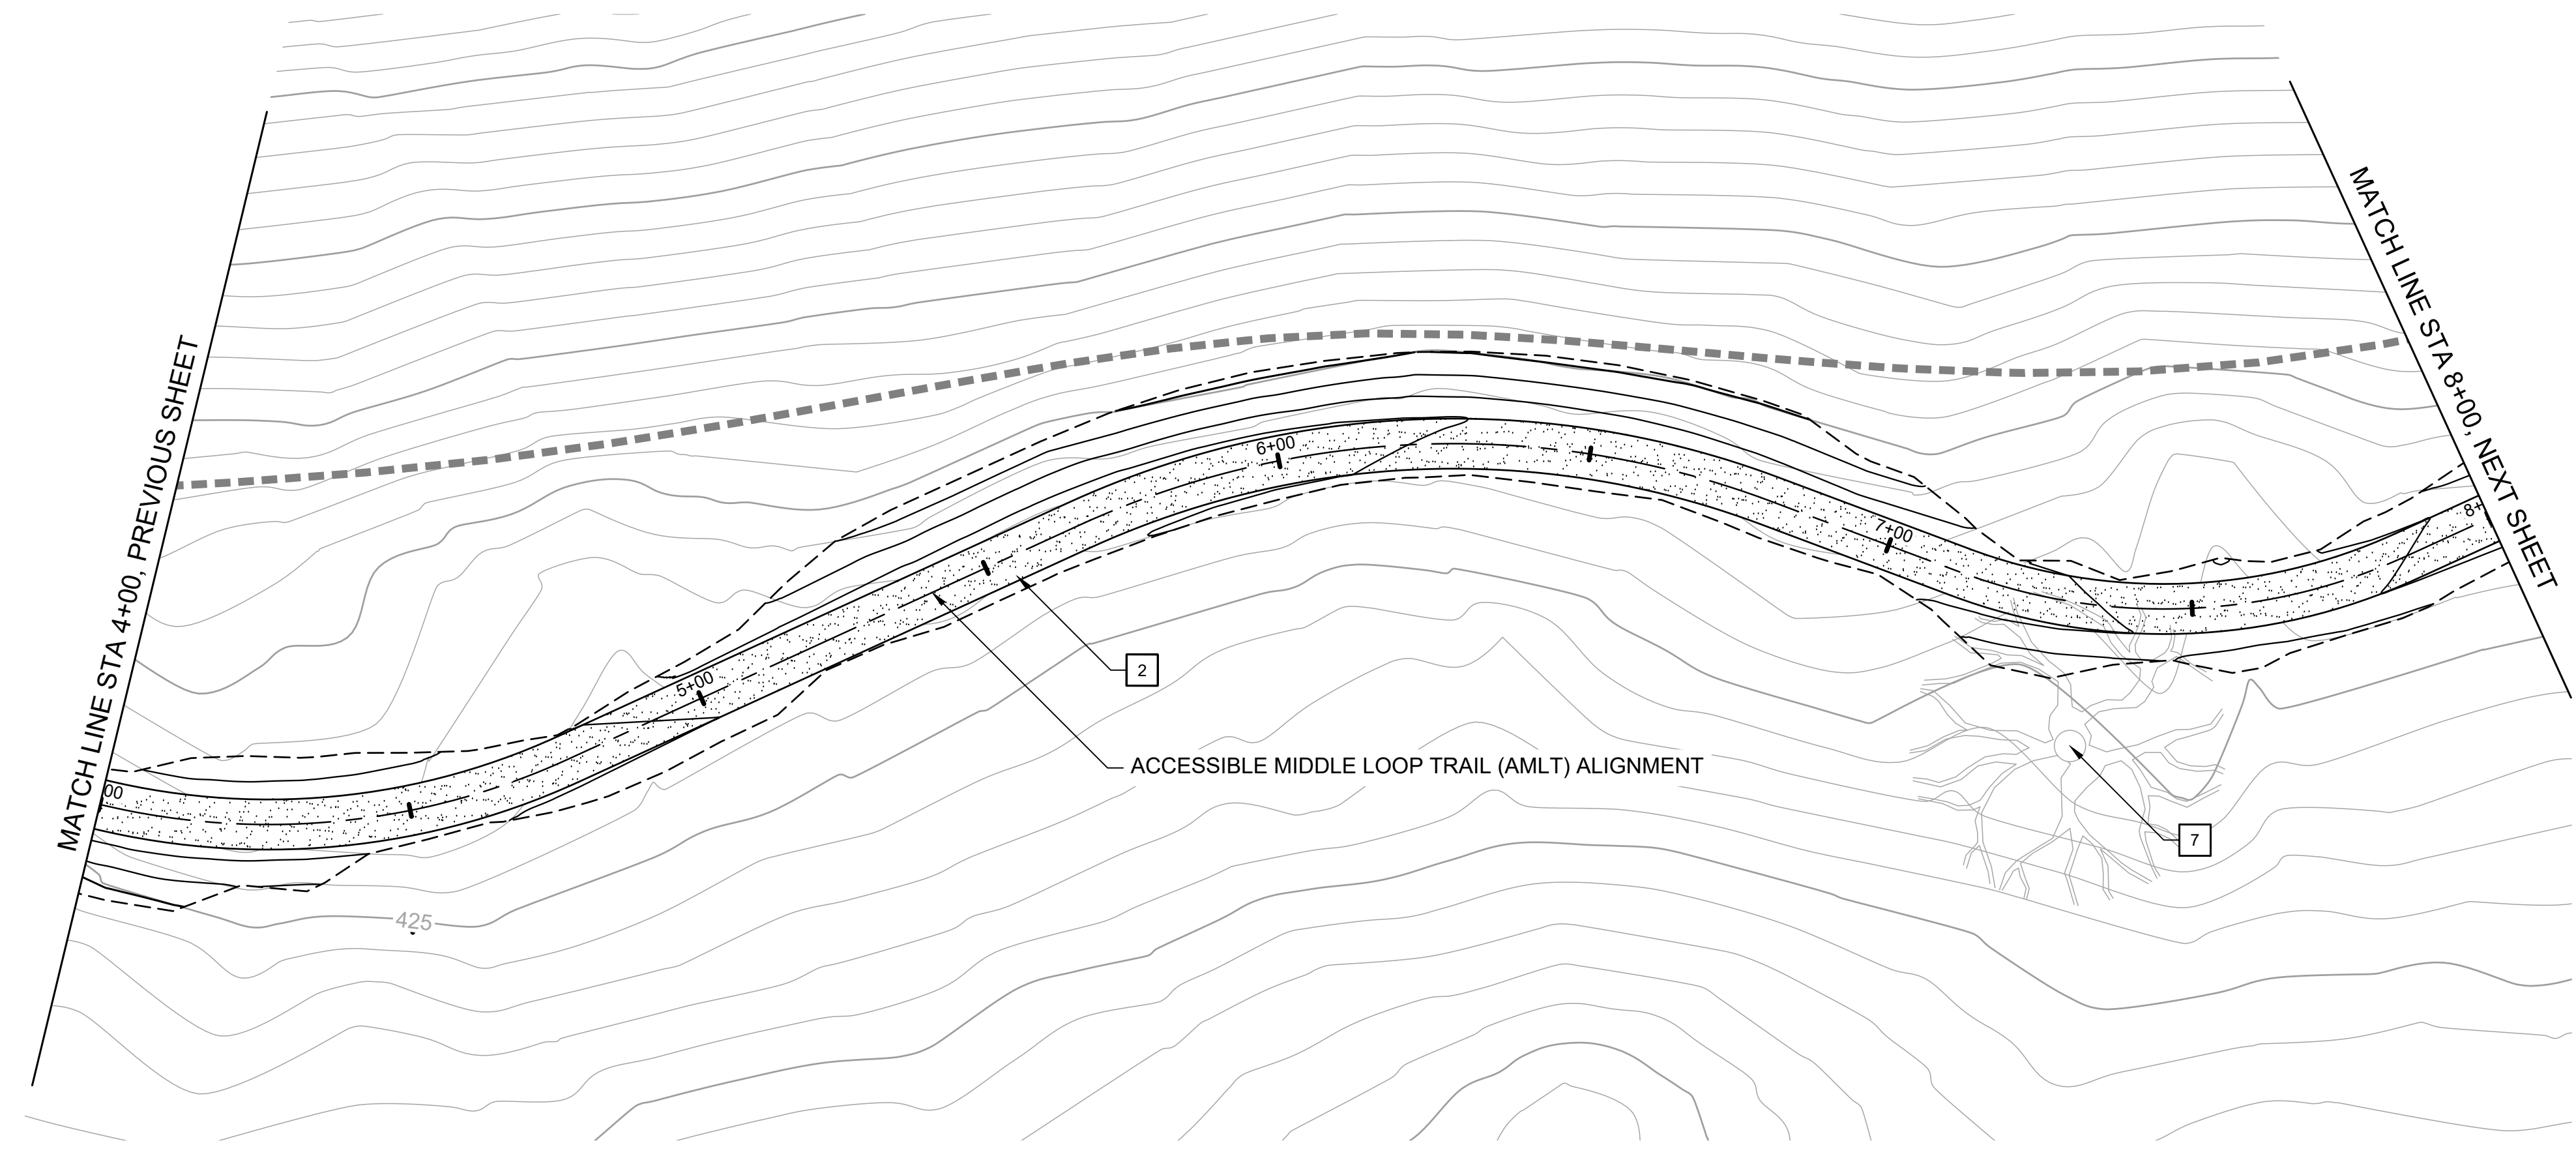 MATCH LINE STA 4+00, PREVIOUS SHEET
MATCH LINE STA 8+00, NEXT SHEET
6+00
8+
7+00
2
5+00
ACCESSIBLE MIDDLE LOOP TRAIL (AMLT) ALIGNMENT
00
7
425